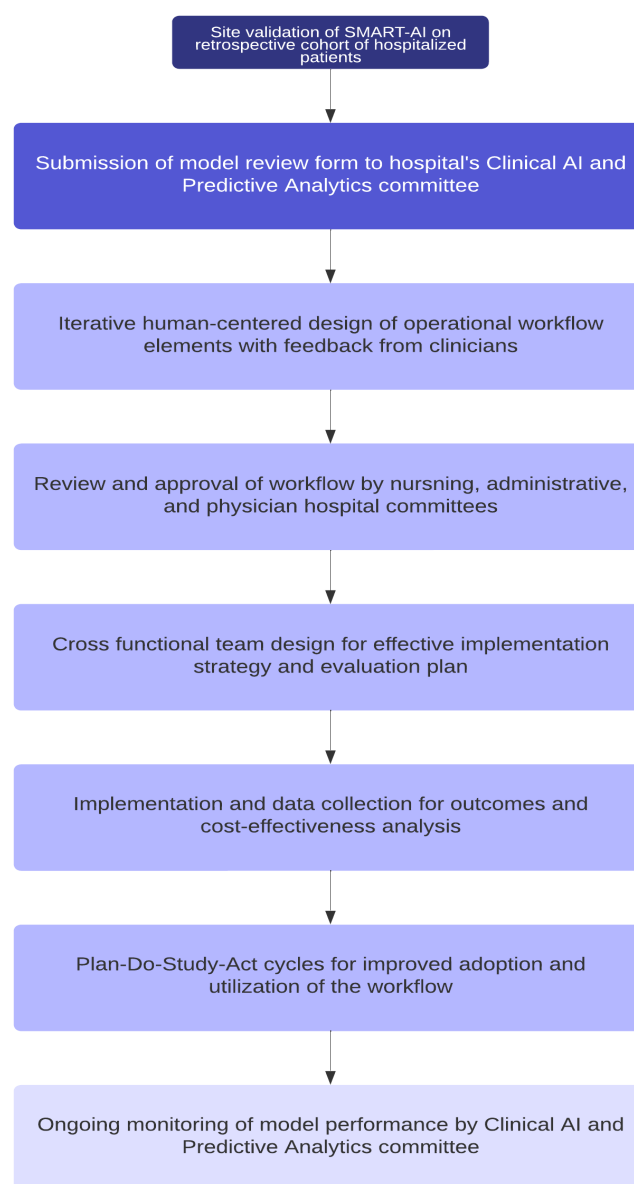 Site validation of SMART-AI on
retrospective cohort of hospitalized
patients
Submission of model review form to hospital's Clinical AI and
Predictive Analytics committee
Iterative human-centered design of operational workflow
elements with feedback from clinicians
Review and approval of workflow by nursning, administrative,
and physician hospital committees
Cross functional team design for effective implementation
strategy and evaluation plan
Implementation and data collection for outcomes and
cost-effectiveness analysis
Plan-Do-Study-Act cycles for improved adoption and
utilization of the workflow
Ongoing monitoring of model performance by Clinical AI and
Predictive Analytics committee